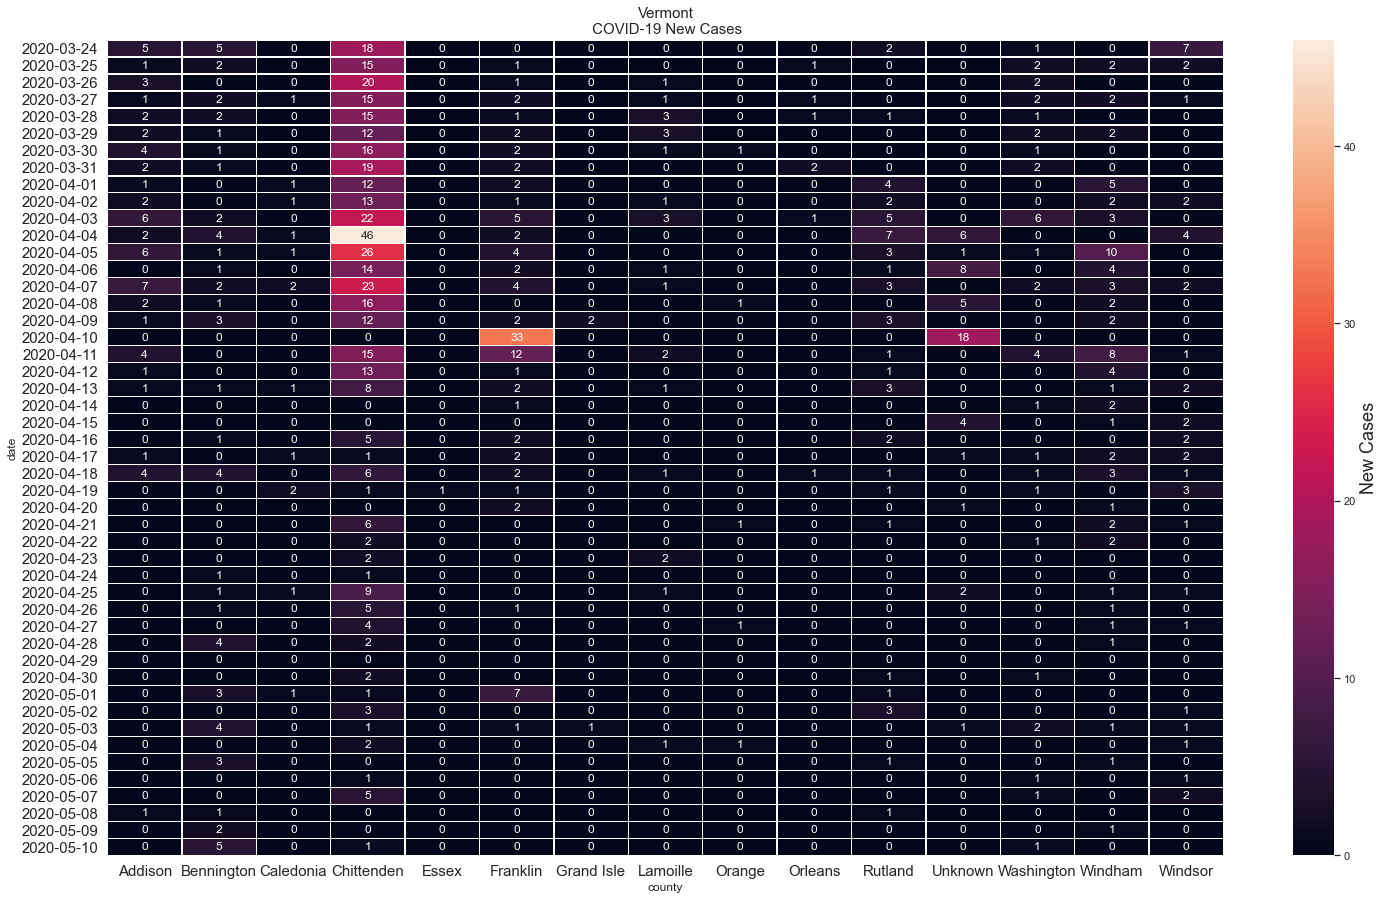 Vermont
COVID-19 New Cases
2020-03-24 5 5 0 18 0 0 0 0 0 0 2 0 1 0 7
2020-03-25 1 2 0 15 0 1 0 0 0 1 0 0 2 2 2
2020-03-26 3 0 0 20 0 1 0 1 0 0 0 0 2 0 0
2020-03-27 1 2 1 15 0 2 0 1 0 1 0 0 2 2 1
2020-03-28 2 2 0 15 0 1 0 3 0 1 1 0 1 0 0
2020-03-29 2 1 0 12 0 2 0 3 0 0 0 0 2 2 0
2020-03-30 4 1 0 16 0 2 0 1 1 0 0 0 1 0 0
2020-03-31 2 1 0 19 0 2 0 0 0 2 0 0 2 0 0
2020-04-01 1 0 1 12 0 2 0 0 0 0 4 0 0 5 0
2020-04-02 2 0 1 13 0 1 0 1 0 0 2 0 0 2 2
2020-04-03 6 2 0 22 0 5 0 3 0 1 5 0 6 3 0
2020-04-04 2 4 1 46 0 2 0 0 0 0 7 6 0 0 4
2020-04-05 6 1 1 26 0 4 0 0 0 0 3 1 1 10 0
2020-04-06 0 1 0 14 0 2 0 1 0 0 1 8 0 4 0
2020-04-07 7 2 2 23 0 4 0 1 0 0 3 0 2 3 2
2020-04-08 2 1 0 16 0 0 0 0 1 0 0 5 0 2 0
2020-04-09 1 3 0 12 0 2 2 0 0 0 3 0 0 2 0
2020-04-10 0 0 0 0 0 33 0 0 0 0 0 18 0 0 0
2020-04-11 4 0 0 15 0 12 0 2 0 0 1 0 4 8 1
2020-04-12 1 0 0 13 0 1 0 0 0 0 1 0 0 4 0
2020-04-13 1 1 1 8 0 2 0 1 0 0 3 0 0 1 2
2020-04-14 0 0 0 0 0 1 0 0 0 0 0 0 1 2 0
2020-04-15 0 0 0 0 0 0 0 0 0 0 0 4 0 1 2
2020-04-16 0 1 0 5 0 2 0 0 0 0 2 0 0 0 2
2020-04-17 1 0 1 1 0 2 0 0 0 0 0 1 1 2 2
2020-04-18 4 4 0 6 0 2 0 1 0 1 1 0 1 3 1
2020-04-19 0 0 2 1 1 1 0 0 0 0 1 0 1 0 3
2020-04-20 0 0 0 0 0 2 0 0 0 0 0 1 0 1 0
2020-04-21 0 0 0 6 0 0 0 0 1 0 1 0 0 2 1
2020-04-22 0 0 0 2 0 0 0 0 0 0 0 0 1 2 0
2020-04-23 0 0 0 2 0 0 0 2 0 0 0 0 0 0 0
2020-04-24 0 1 0 1 0 0 0 0 0 0 0 0 0 0 0
2020-04-25 0 1 1 9 0 0 0 1 0 0 0 2 0 1 1
2020-04-26 0 1 0 5 0 1 0 0 0 0 0 0 0 1 0
2020-04-27 0 0 0 4 0 0 0 0 1 0 0 0 0 1 1
2020-04-28 0 4 0 2 0 0 0 0 0 0 0 0 0 1 0
2020-04-29 0 0 0 0 0 0 0 0 0 0 0 0 0 0 0
2020-04-30 0 0 0 2 0 0 0 0 0 0 1 0 1 0 0
2020-05-01 0 3 1 1 0 7 0 0 0 0 1 0 0 0 0
2020-05-02 0 0 0 3 0 0 0 0 0 0 3 0 0 0 1
2020-05-03 0 4 0 1 0 1 1 0 0 0 0 1 2 1 1
2020-05-04 0 0 0 2 0 0 0 1 1 0 0 0 0 0 1
2020-05-05 0 3 0 0 0 0 0 0 0 0 1 0 0 1 0
2020-05-06 0 0 0 1 0 0 0 0 0 0 0 0 1 0 1
2020-05-07 0 0 0 5 0 0 0 0 0 0 0 0 1 0 2
2020-05-08 1 1 0 0 0 0 0 0 0 0 1 0 0 0 0
2020-05-09 0 2 0 0 0 0 0 0 0 0 0 0 0 1 0
2020-05-10 0 5 0 1 0 0 0 0 0 0 0 0 1 0 0
Addison Bennington Caledonia Chittenden Essex Franklin Grand Isle Lamoille Orange Orleans Rutland Unknown Washington Windham Windsor
county
date
40
30
20
10
0
New Cases